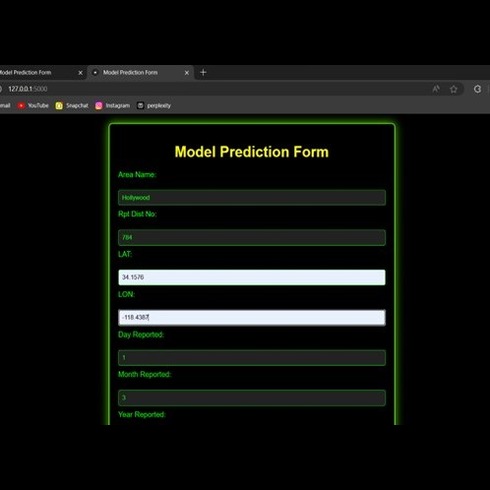 Model Prediction Form
Model Prediction Form
127.0.0.1:5000
mail YouTube Snapchat Instagram perplexity
Model Prediction Form
Area Name:
Hollywood
Rpt Dist No:
784
LAT:
34.1576
LON:
-118.4387
Day Reported:
1
Month Reported:
3
Year Reported: